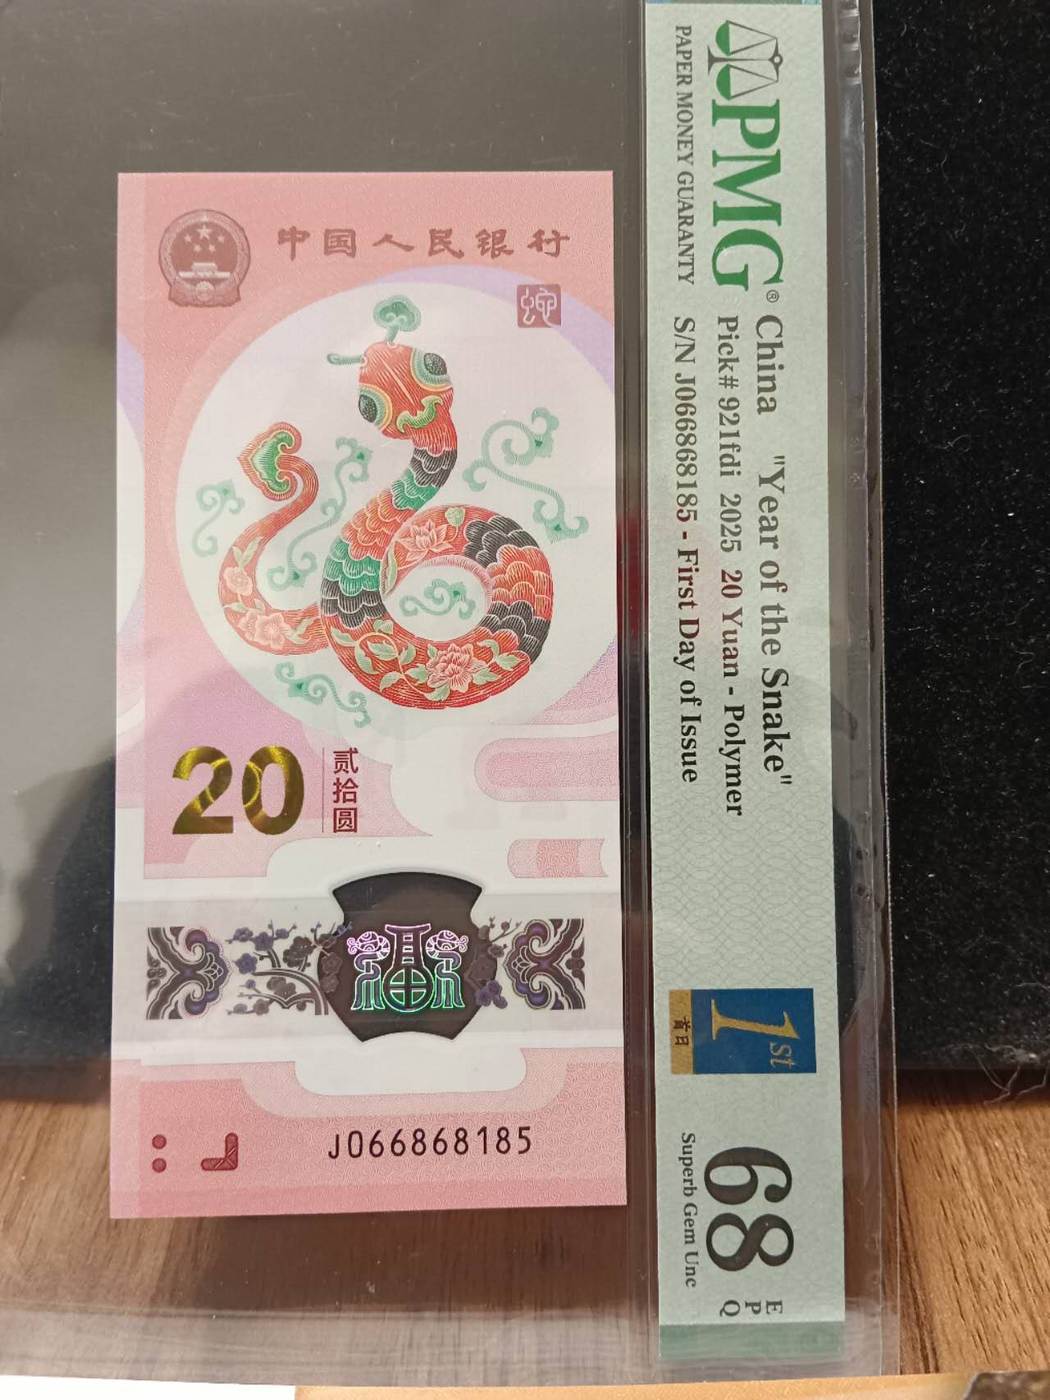 中国人民银行
蛇
20
贰拾圆
J066868185
PMG®
PAPER MONEY GUARANTY
China "Year of the Snake"
Pick# 921fdi 2025 20 Yuan - Polymer
S/N J066868185 - First Day of Issue
1st
首日
68 EPQ
Superb Gem Unc